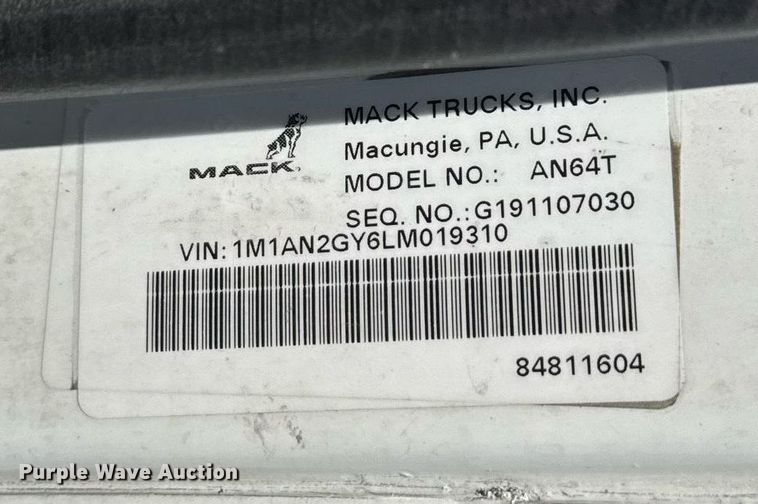 MACK TRUCKS, INC.
Macungie, PA, U.S.A.
MACK
MODEL NO.: AN64T
SEQ. NO.:G191107030
VIN:1M1AN2GY6LM019310
84811604
Purple Wave Auction